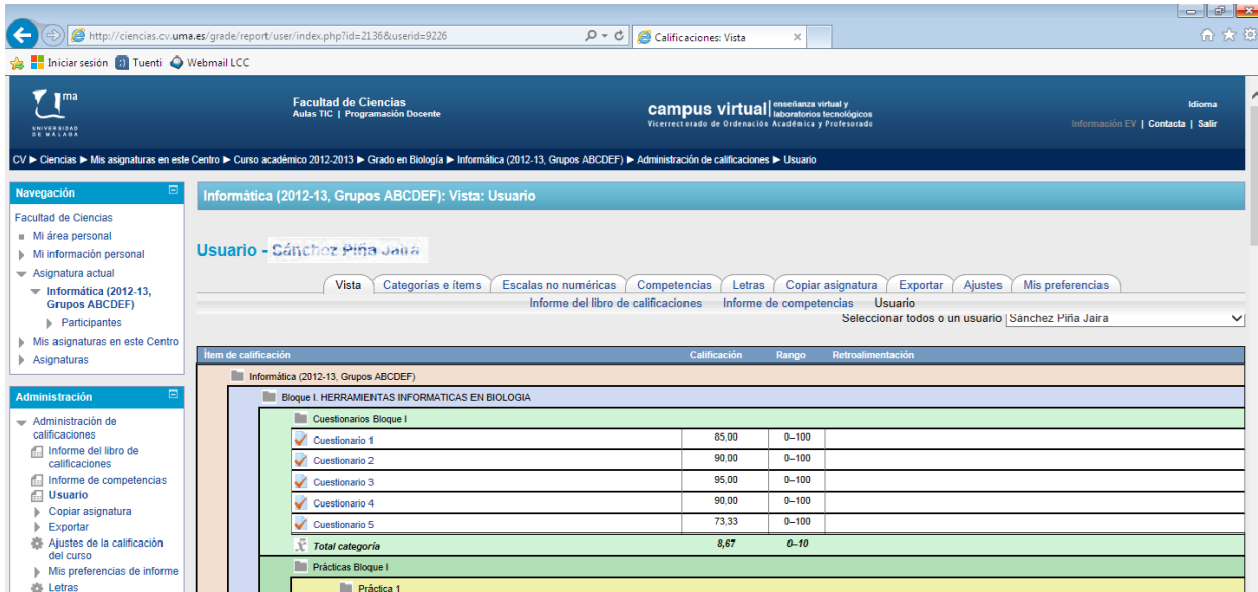 http://ciencias.cv.uma.es/grade/report/user/index.php?id=2136&userid=9226
Calificaciones: Vista
Iniciar sesión
Tuenti
Webmail LCC
uma
UNIVERSIDAD
DE MÁLAGA
Facultad de Ciencias
Aulas TIC | Programación Docente
campus virtual
enseñanza virtual y
laboratorios tecnológicos
Vicerrectorado de Ordenación Académica y Profesorado
Idioma
Información EV | Contacta | Salir
CV ► Ciencias ► Mis asignaturas en este Centro ► Curso académico 2012-2013 ► Grado en Biología ► Informática (2012-13, Grupos ABCDEF) ► Administración de calificaciones ► Usuario
Navegación
Facultad de Ciencias
Mi área personal
Mi información personal
Asignatura actual
Informática (2012-13,
Grupos ABCDEF)
Participantes
Mis asignaturas en este Centro
Asignaturas
Administración
Administración de
calificaciones
Informe del libro de
calificaciones
Informe de competencias
Usuario
Copiar asignatura
Exportar
Ajustes de la calificación
del curso
Mis preferencias de informe
Letras
Informática (2012-13, Grupos ABCDEF): Vista: Usuario
Usuario - Sánchez Piña Jaira
Vista Categorías e ítems Escalas no numéricas Competencias Letras Copiar asignatura Exportar Ajustes Mis preferencias
Informe del libro de calificaciones Informe de competencias Usuario
Seleccionar todos o un usuario Sánchez Piña Jaira
Ítem de calificación Calificación Rango Retroalimentación
Informática (2012-13, Grupos ABCDEF)
Bloque I. HERRAMIENTAS INFORMATICAS EN BIOLOGIA
Cuestionarios Bloque I
Cuestionario 1 85,00 0–100
Cuestionario 2 90,00 0–100
Cuestionario 3 95,00 0–100
Cuestionario 4 90,00 0–100
Cuestionario 5 73,33 0–100
Total categoría 8,67 0–10
Prácticas Bloque I
Práctica 1